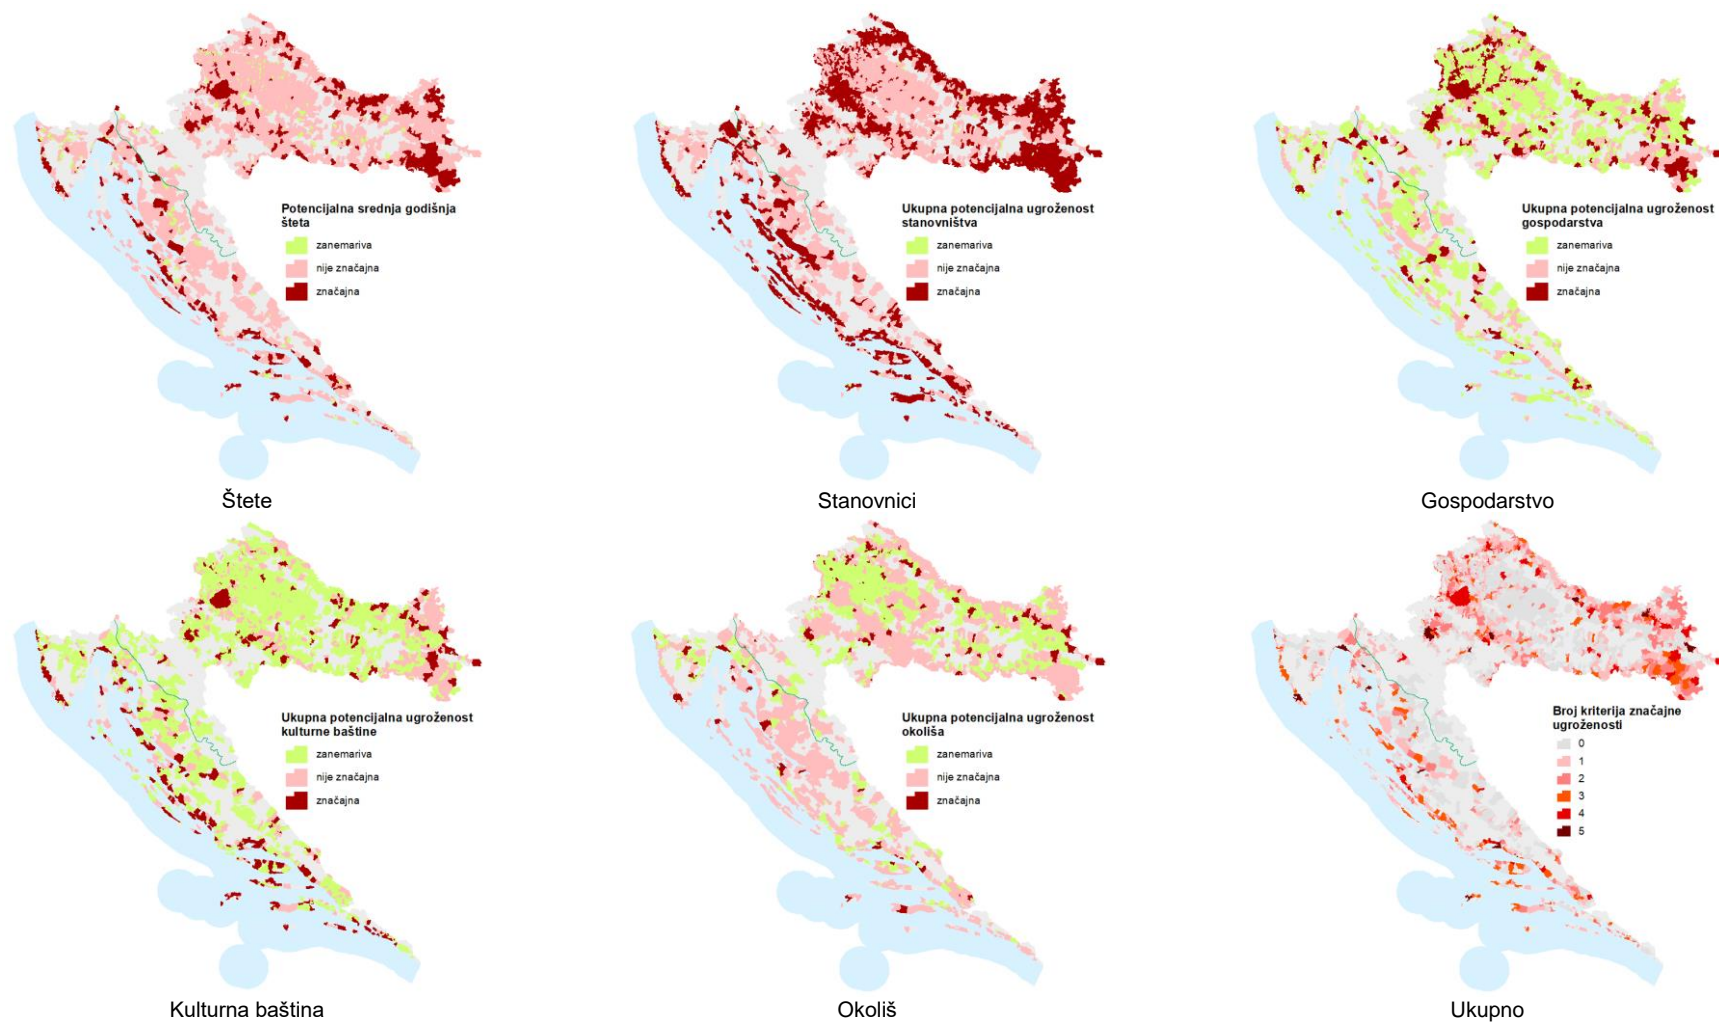 Potencijalna srednja godišnja
šteta
zanemariva
nije značajna
značajna
Štete
Ukupna potencijalna ugroženost
stanovništva
zanemariva
nije značajna
značajna
Stanovnici
Ukupna potencijalna ugroženost
gospodarstva
zanemariva
nije značajna
značajna
Gospodarstvo
Ukupna potencijalna ugroženost
kulturne baštine
zanemariva
nije značajna
značajna
Kulturna baština
Ukupna potencijalna ugroženost
okoliša
zanemariva
nije značajna
značajna
Okoliš
Broj kriterija značajne
ugroženosti
0
1
2
3
4
5
Ukupno